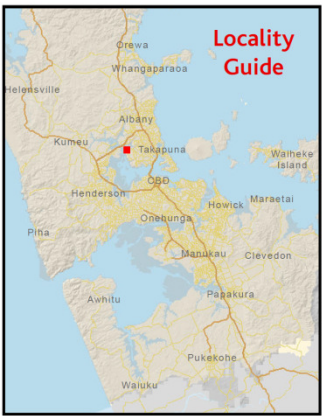 Locality
Guide
Orewa
Whangaparaoa
Helensville
Albany
Kumeu
Takapuna
Waiheke
Island
CBD
Henderson
Howick
Maraetai
Onehunga
Piha
Manukau
Clevedon
Awhitu
Papakura
Pukekohe
Waiuku